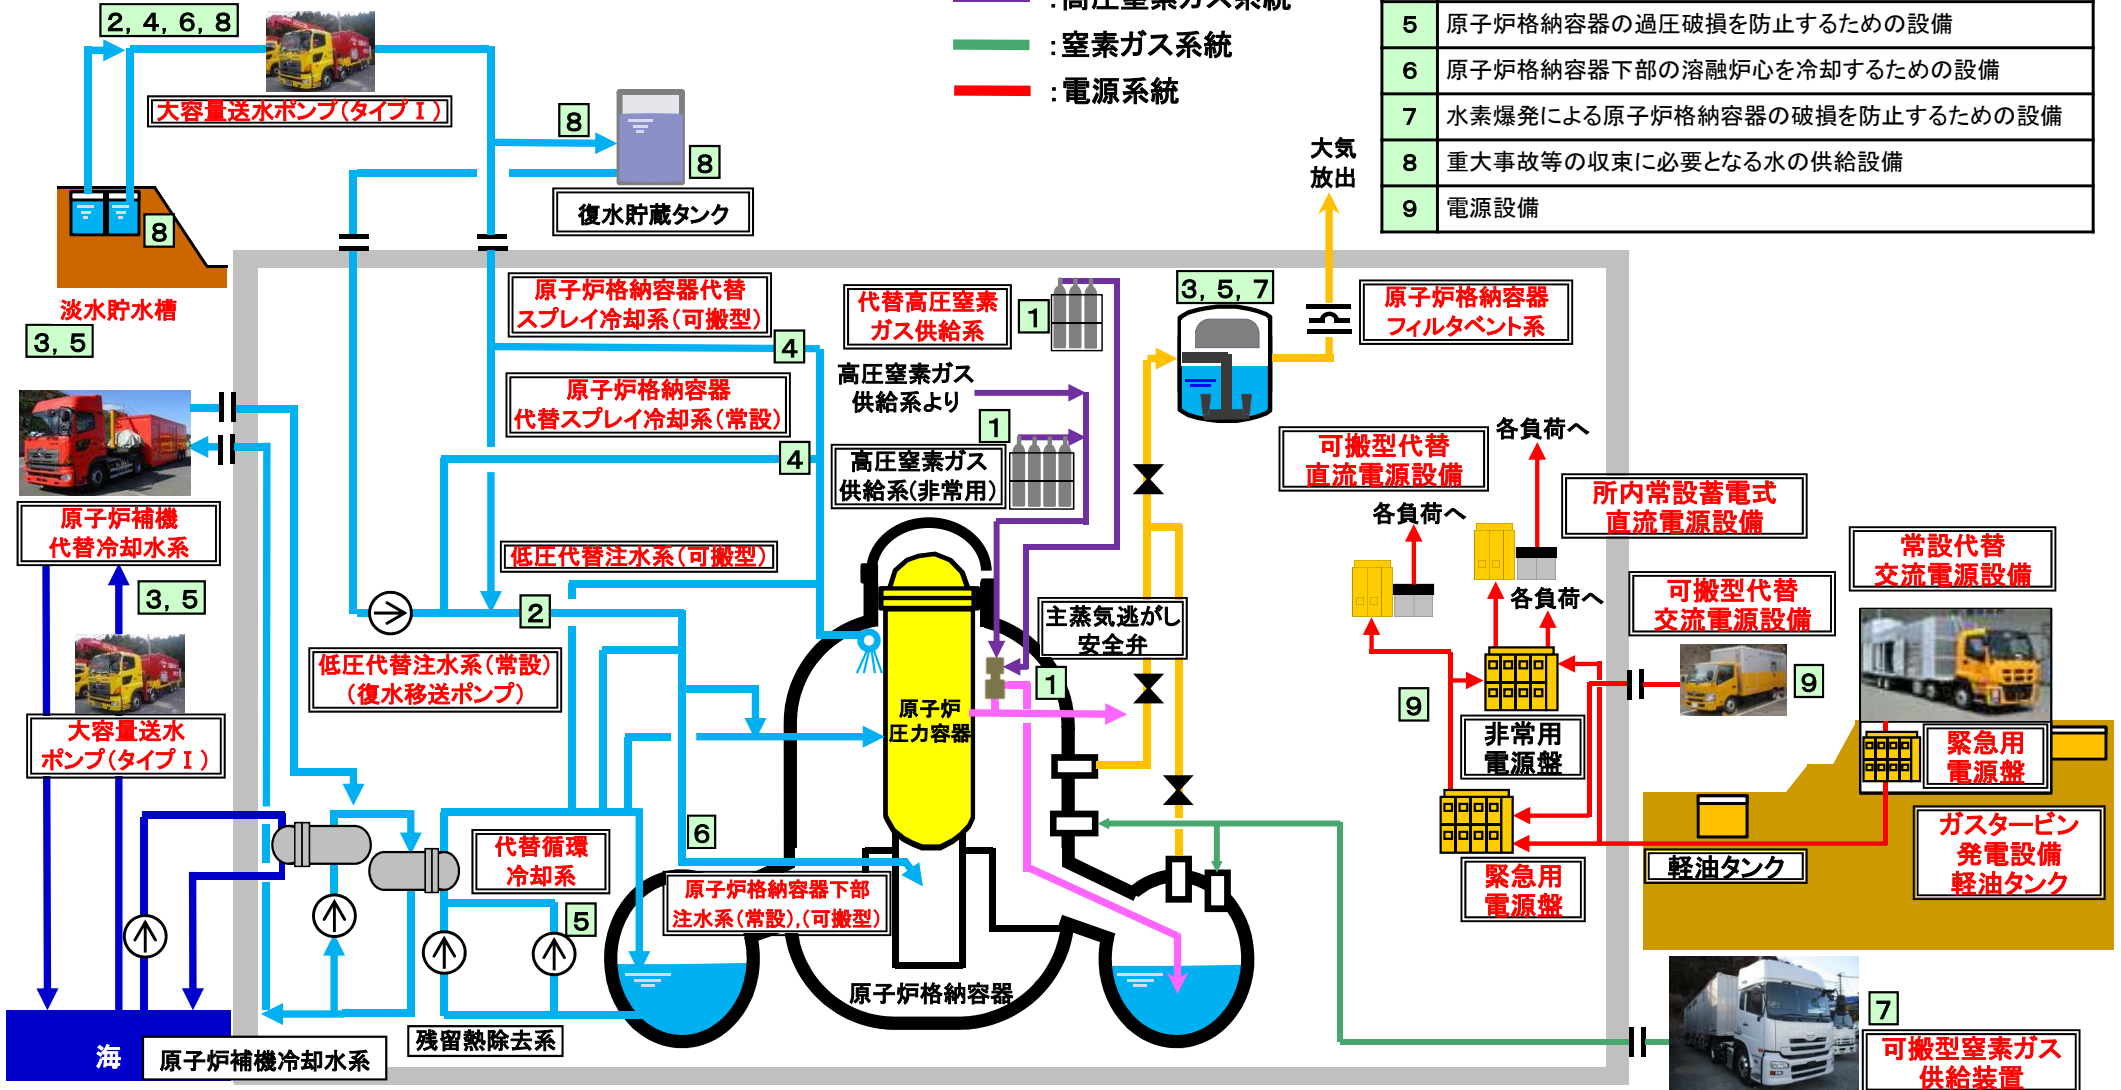 2, 4, 6, 8
大容量送水ポンプ(タイプⅠ)
8
8
復水貯蔵タンク
8
淡水貯水槽
3, 5
:高圧窒素ガス系統
:窒素ガス系統
:電源系統
5 原子炉格納容器の過圧破損を防止するための設備
6 原子炉格納容器下部の溶融炉心を冷却するための設備
7 水素爆発による原子炉格納容器の破損を防止するための設備
8 重大事故等の収束に必要となる水の供給設備
9 電源設備
大気
放出
原子炉格納容器代替
スプレイ冷却系(可搬型)
4
代替高圧窒素
ガス供給系
1
3, 5, 7
原子炉格納容器
フィルタベント系
原子炉格納容器
代替スプレイ冷却系(常設)
4
高圧窒素ガス
供給系より
1
高圧窒素ガス
供給系(非常用)
可搬型代替
直流電源設備
各負荷へ
各負荷へ
所内常設蓄電式
直流電源設備
常設代替
交流電源設備
各負荷へ
可搬型代替
交流電源設備
原子炉補機
代替冷却水系
3, 5
低圧代替注水系(可搬型)
2
低圧代替注水系(常設)
(復水移送ポンプ)
主蒸気逃がし
安全弁
1
原子炉
圧力容器
9
9
非常用
電源盤
緊急用
電源盤
大容量送水
ポンプ(タイプⅠ)
6
代替循環
冷却系
5
原子炉格納容器下部
注水系(常設),(可搬型)
緊急用
電源盤
軽油タンク
ガスタービン
発電設備
軽油タンク
原子炉格納容器
残留熱除去系
海
原子炉補機冷却水系
7
可搬型窒素ガス
供給装置